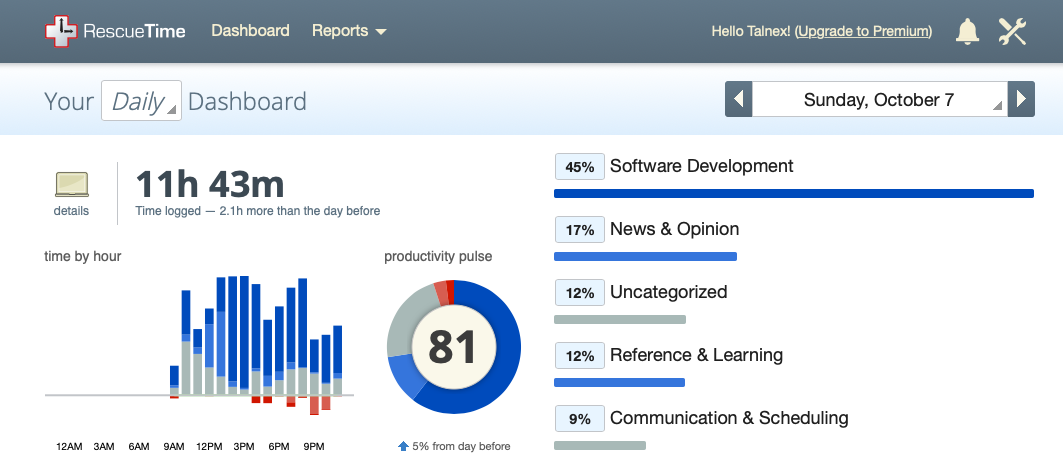 RescueTime Dashboard Reports Hello Talnex! (Upgrade to Premium)
Your Daily Dashboard
Sunday, October 7
details
11h 43m
Time logged — 2.1h more than the day before
time by hour
12AM 3AM 6AM 9AM 12PM 3PM 6PM 9PM
productivity pulse
81
5% from day before
45% Software Development
17% News & Opinion
12% Uncategorized
12% Reference & Learning
9% Communication & Scheduling